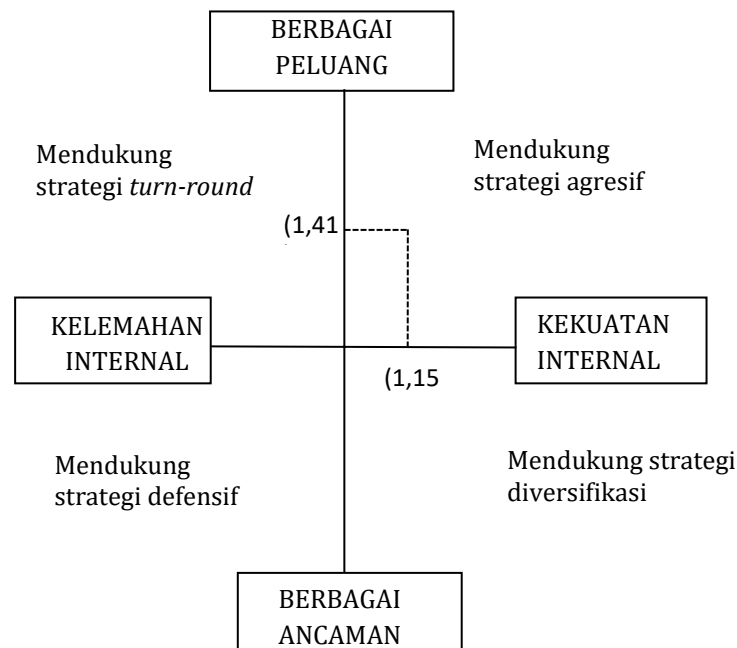 BERBAGAI
PELUANG
Mendukung
strategi turn-round
Mendukung
strategi agresif
(1,41
KELEMAHAN
INTERNAL
KEKUATAN
INTERNAL
(1,15
Mendukung
strategi defensif
Mendukung strategi
diversifikasi
BERBAGAI
ANCAMAN